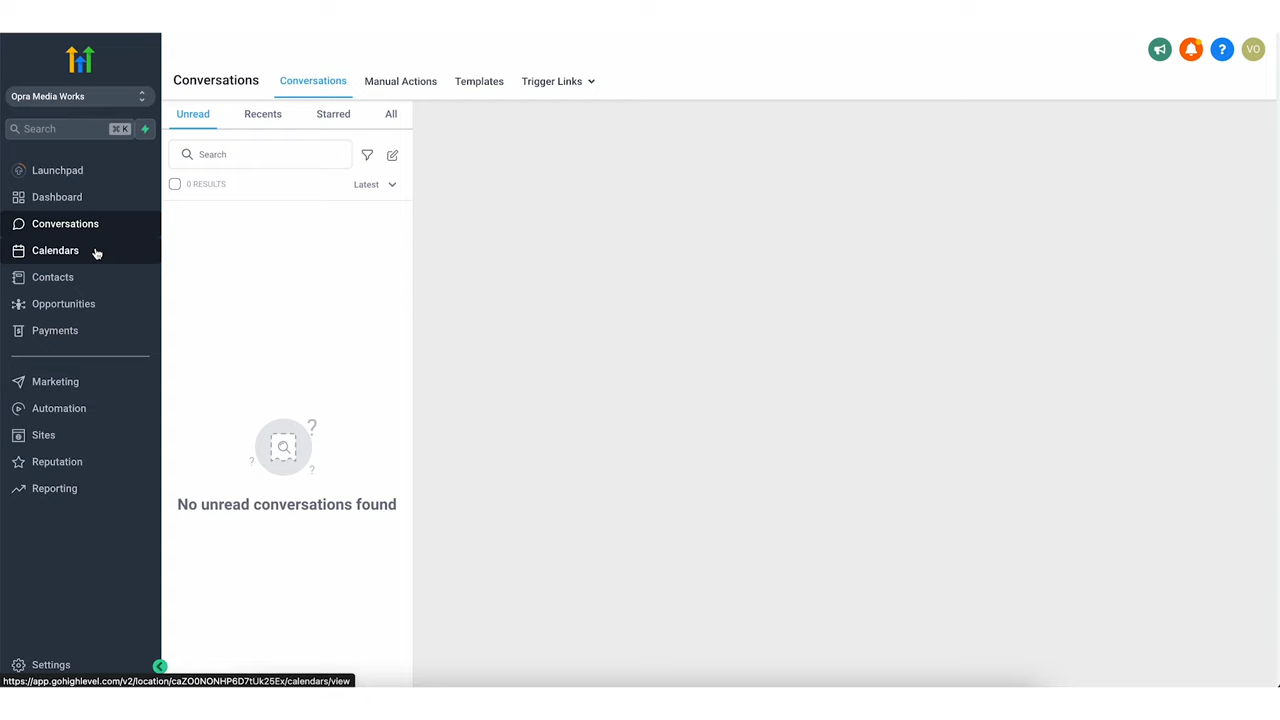 Opra Media Works
Search
⌘ K
Launchpad
Dashboard
Conversations
Calendars
Contacts
Opportunities
Payments
Marketing
Automation
Sites
Reputation
Reporting
Settings
Conversations
Conversations
Manual Actions
Templates
Trigger Links
?
VO
Unread
Recents
Starred
All
Search
0 RESULTS
Latest
?
?
?
No unread conversations found
https://app.gohighlevel.com/v2/location/caZO0NONHP6D7tUk25Ex/calendars/view